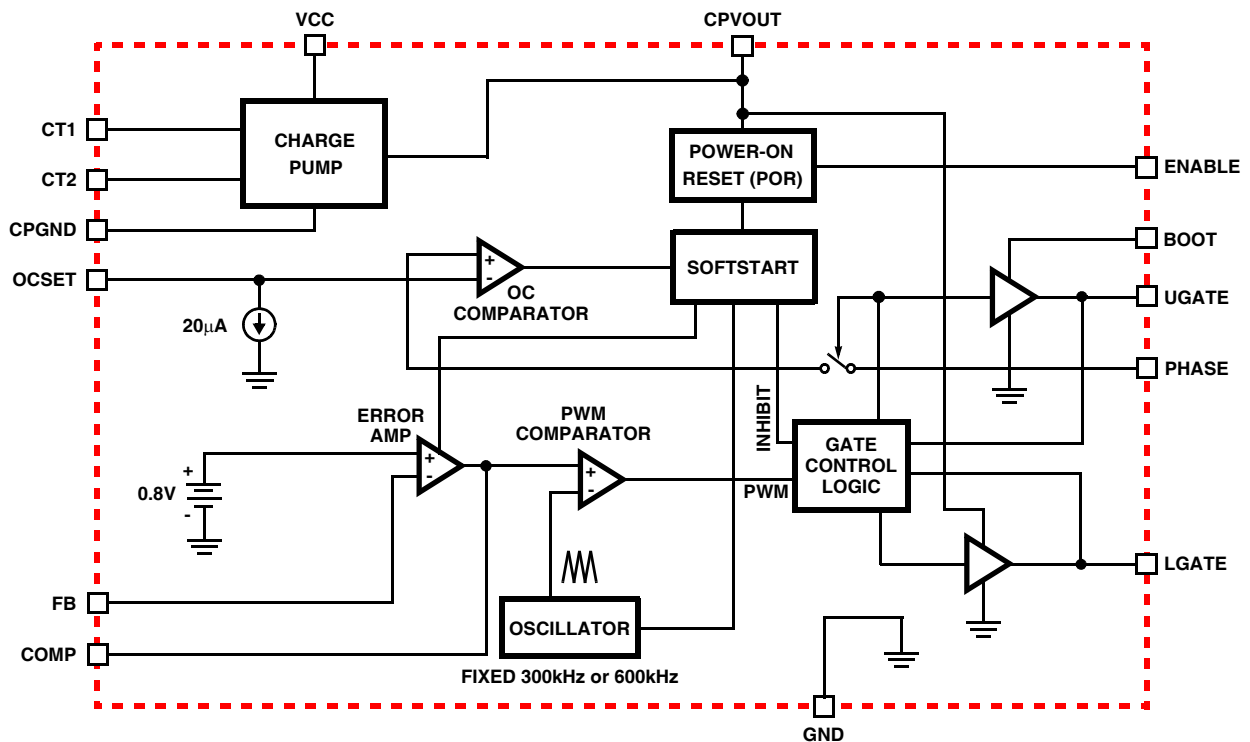 VCC
CPVOUT
CT1
CHARGE
PUMP
CT2
CPGND
POWER-ON
RESET (POR)
ENABLE
BOOT
OCSET
+
-
OC
COMPARATOR
SOFTSTART
UGATE
20µA
PHASE
INHIBIT
ERROR
AMP
PWM
COMPARATOR
+
0.8V
-
+
-
+
-
PWM
GATE
CONTROL
LOGIC
LGATE
FB
OSCILLATOR
COMP
FIXED 300kHz or 600kHz
GND